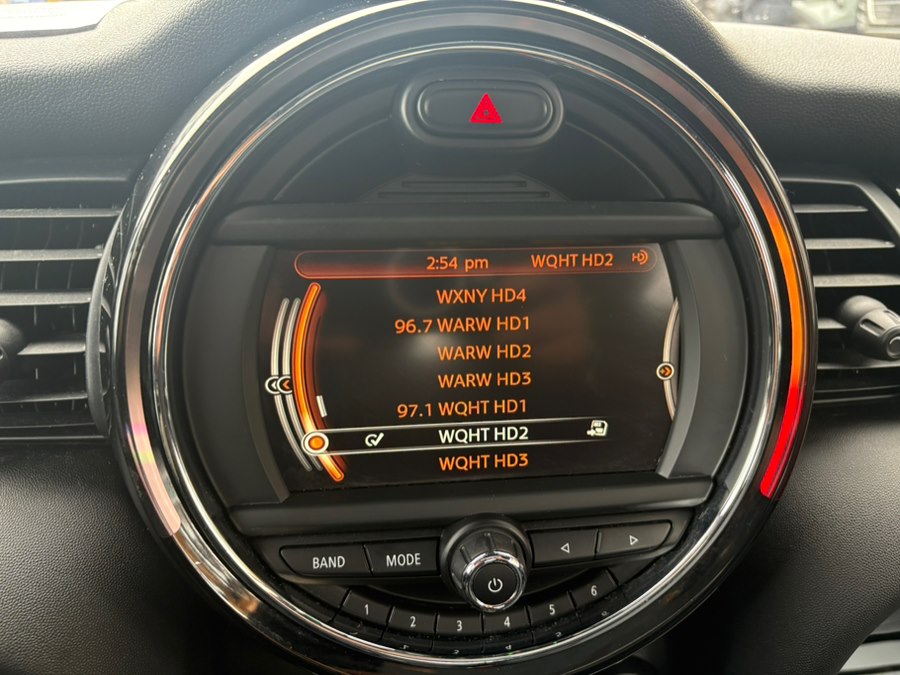 2:54 pm WQHT HD2 HD
WXNY HD4
96.7 WARW HD1
WARW HD2
WARW HD3
97.1 WQHT HD1
WQHT HD2
WQHT HD3
BAND MODE
1 2 3 4 5 6